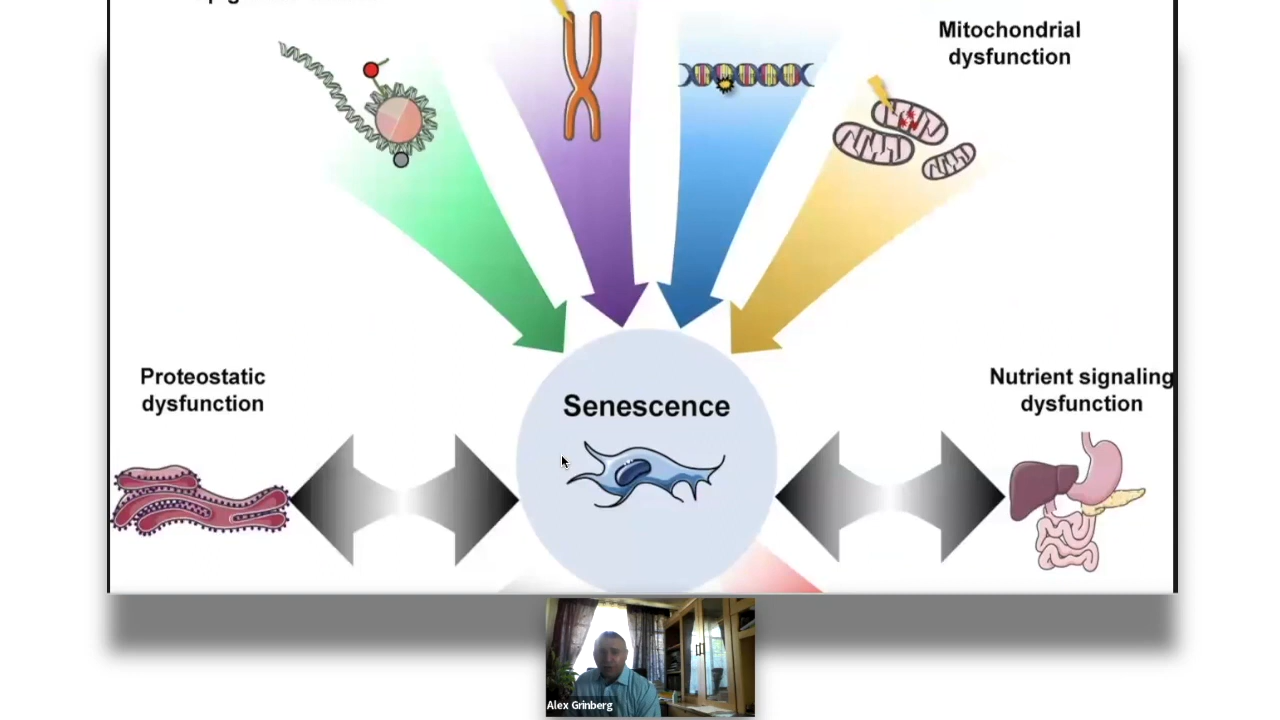 Mitochondrial
dysfunction
Proteostatic
dysfunction
Senescence
Nutrient signaling
dysfunction
Alex Grinberg